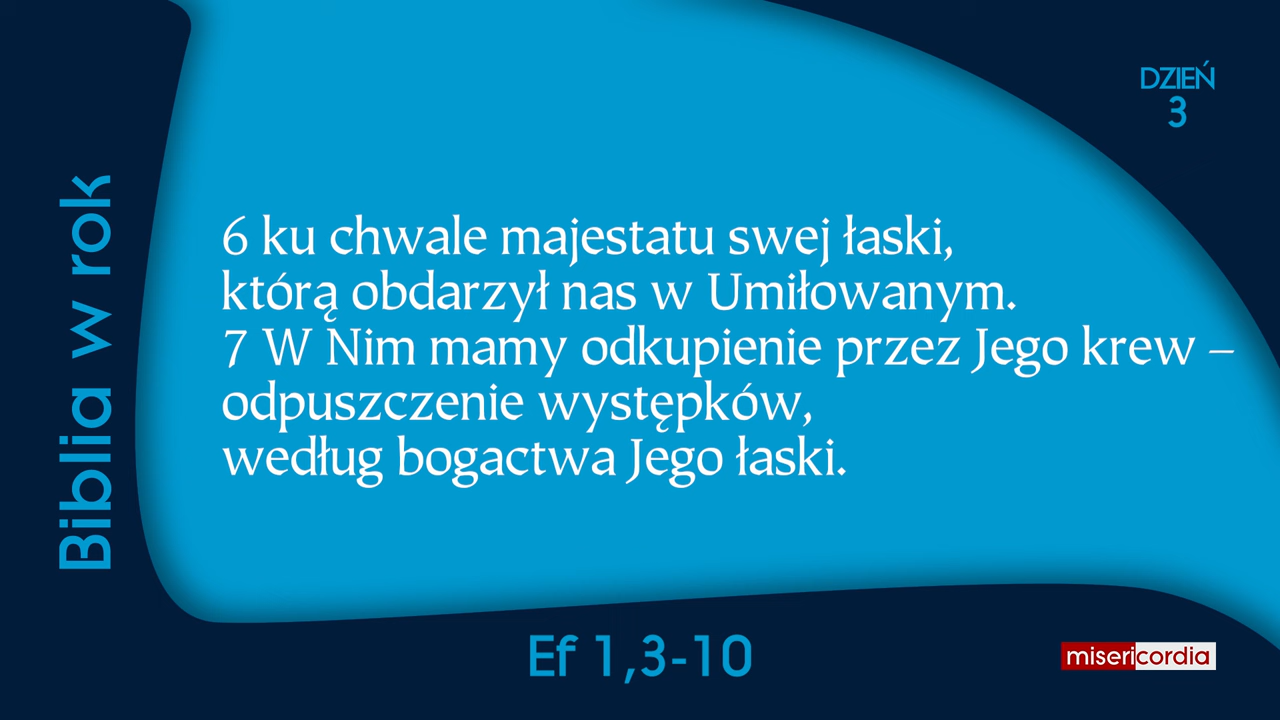 DZIEŃ
3
Biblia w rok
6 ku chwale majestatu swej łaski,
którą obdarzył nas w Umiłowanym.
7 W Nim mamy odkupienie przez Jego krew –
odpuszczenie występków,
według bogactwa Jego łaski.
Ef 1,3-10
misericordia